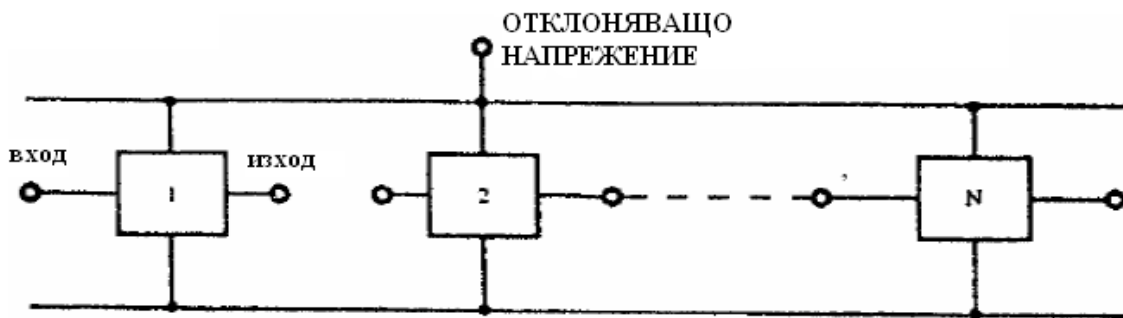 ОТКЛОНЯВАЩО
НАПРЕЖЕНИЕ
вход
изход
1
2
N